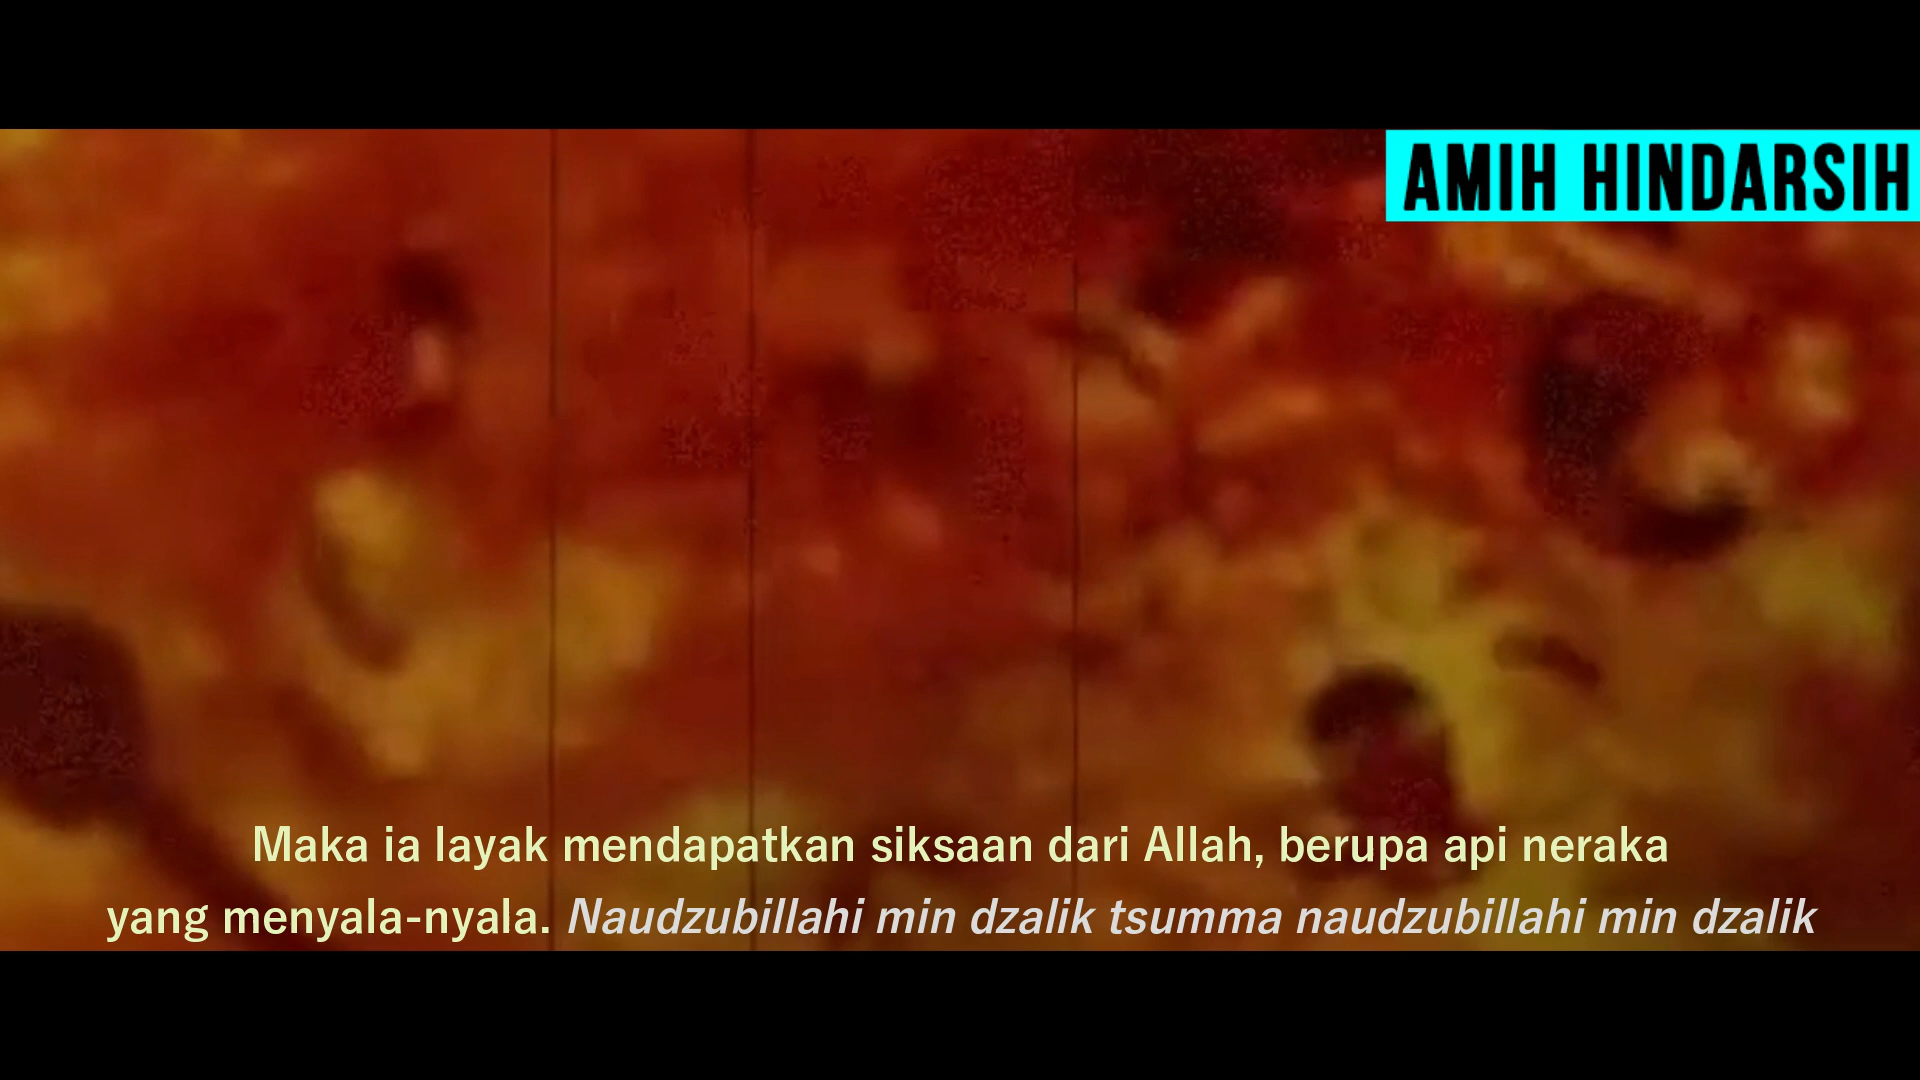 AMIH HINDARSIH
Maka ia layak mendapatkan siksaan dari Allah, berupa api neraka
yang menyala-nyala. Naudzubillahi min dzalik tsumma naudzubillahi min dzalik